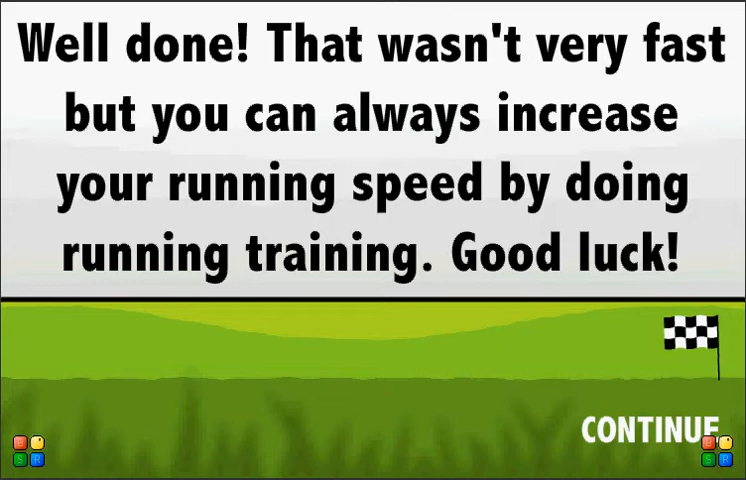 Well done! That wasn't very fast
but you can always increase
your running speed by doing
running training. Good luck!
CONTINUE
B
S R
B
S R